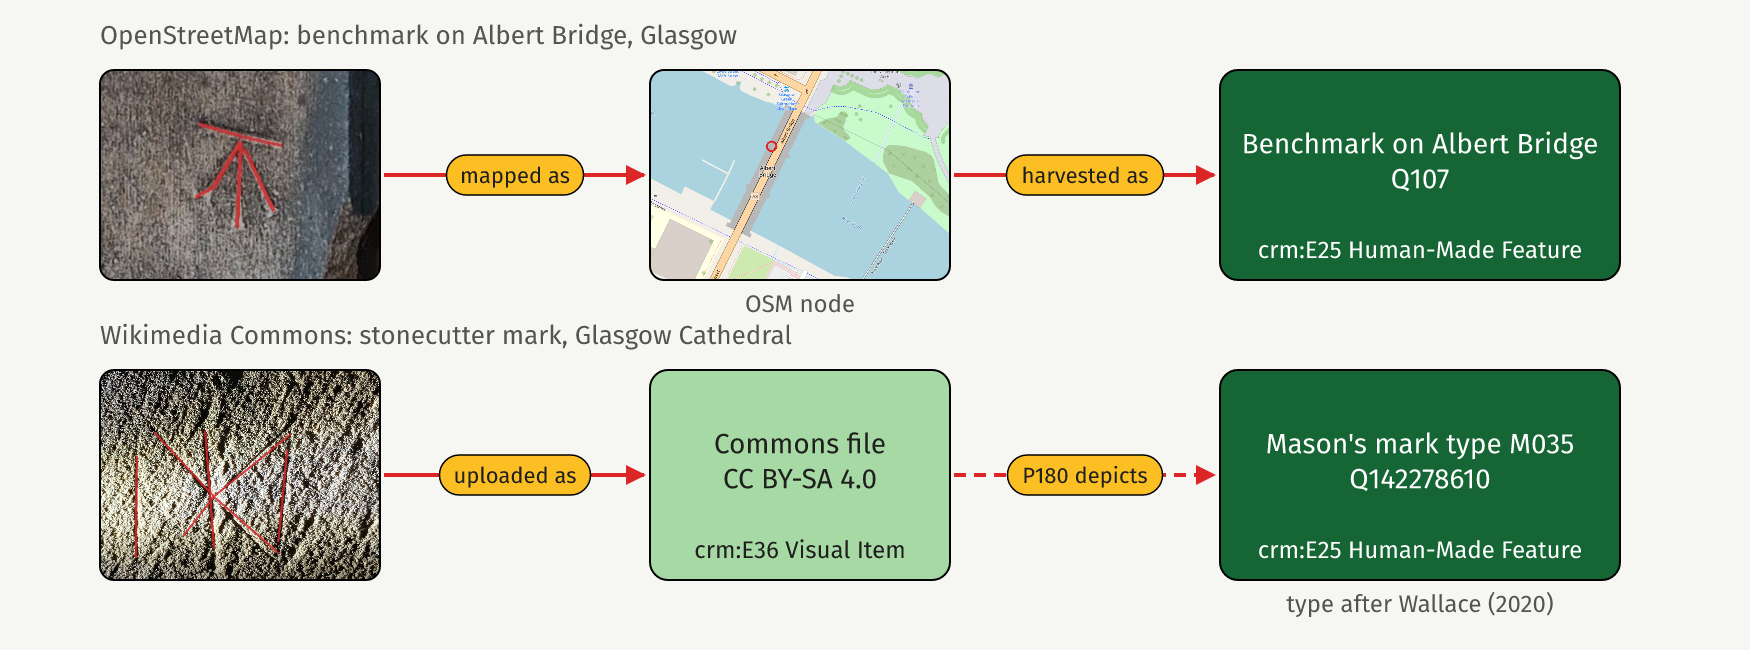 OpenStreetMap: benchmark on Albert Bridge, Glasgow
mapped as
Albert
Bridge
harvested as
Benchmark on Albert Bridge
Q107
crm:E25 Human-Made Feature
OSM node
Wikimedia Commons: stonecutter mark, Glasgow Cathedral
uploaded as
Commons file
CC BY-SA 4.0
crm:E36 Visual Item
P180 depicts
Mason's mark type M035
Q142278610
crm:E25 Human-Made Feature
type after Wallace (2020)